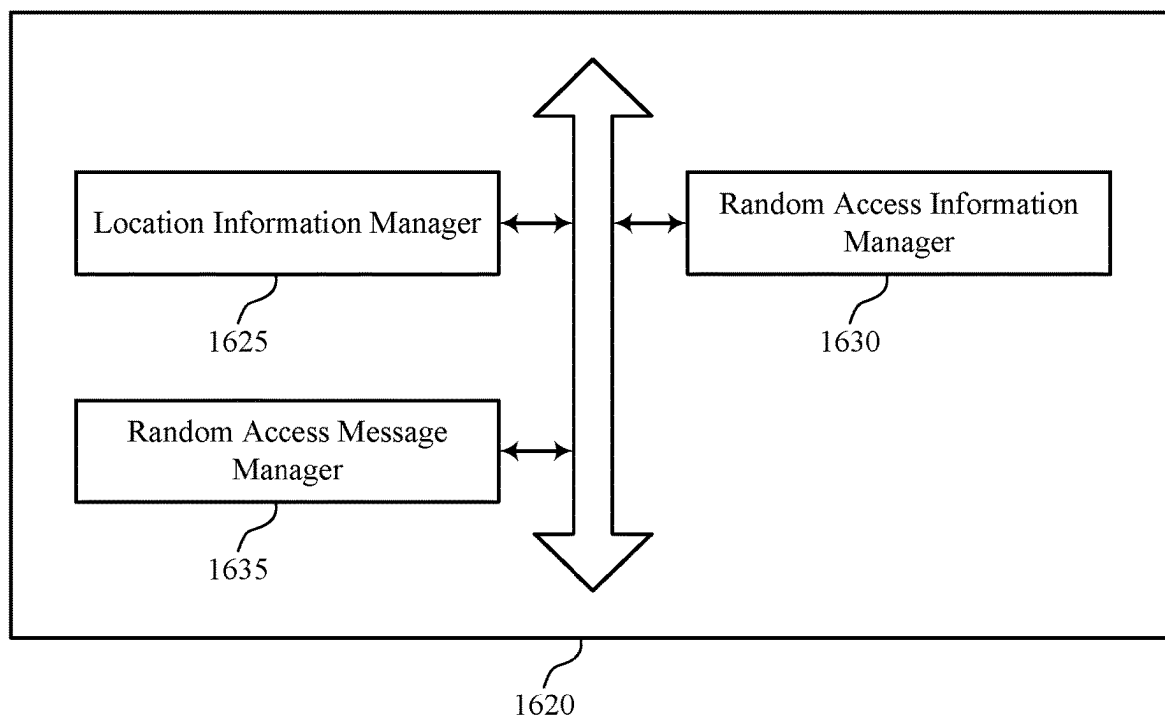 Location Information Manager
1625
Random Access Information
Manager
1630
Random Access Message
Manager
1635
1620